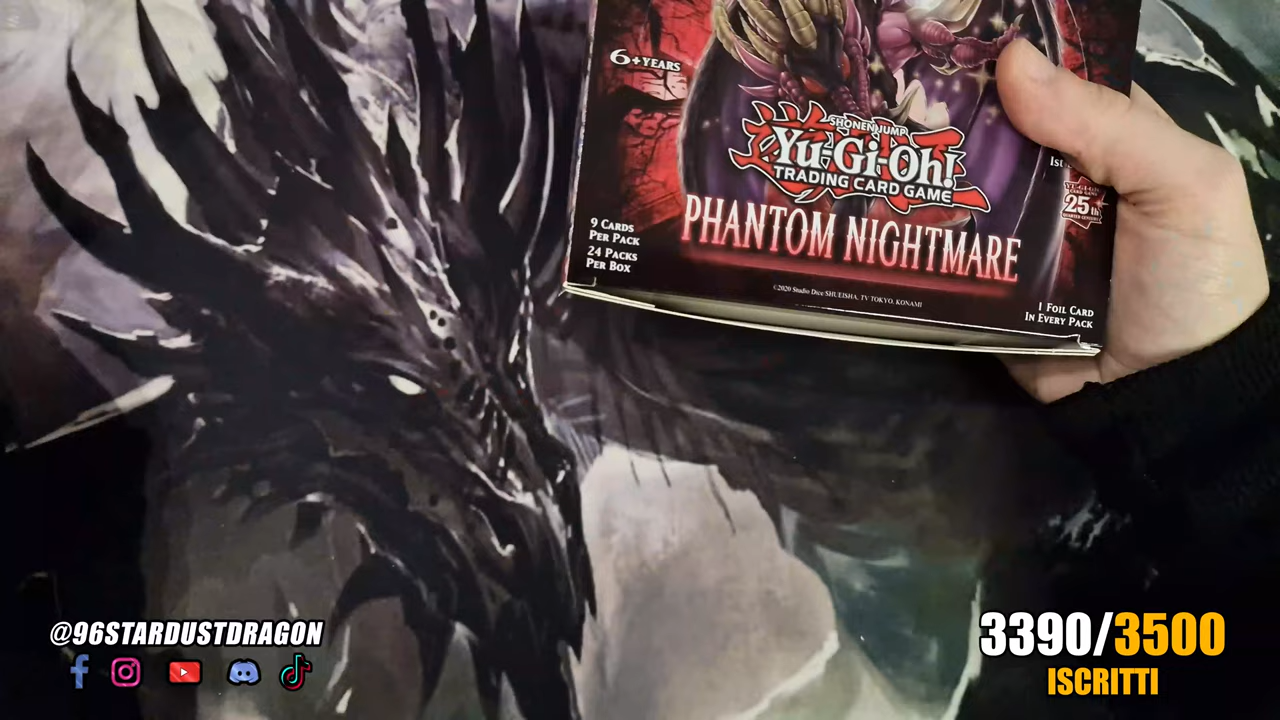 6+YEARS
SHONEN JUMP
Yu-Gi-Oh!
TRADING CARD GAME
PHANTOM NIGHTMARE
9 CARDS
PER PACK
24 PACKS
PER BOX
©2020 Studio Dice/SHUEISHA, TV TOKYO, KONAMI
1 FOIL CARD
IN EVERY PACK
1st
25th
@96STARDUSTDRAGON
3390/3500
ISCRITTI